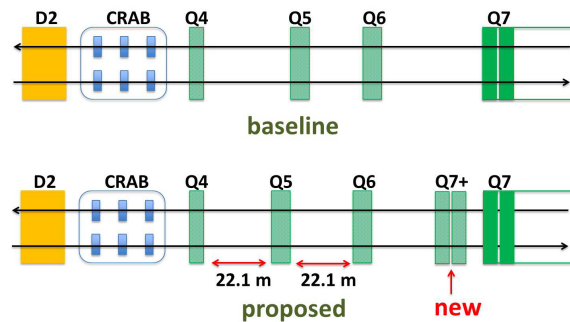 D2 CRAB Q4 Q5 Q6 Q7
baseline
D2 CRAB Q4 Q5 Q6 Q7+ Q7
22.1 m 22.1 m
proposed new